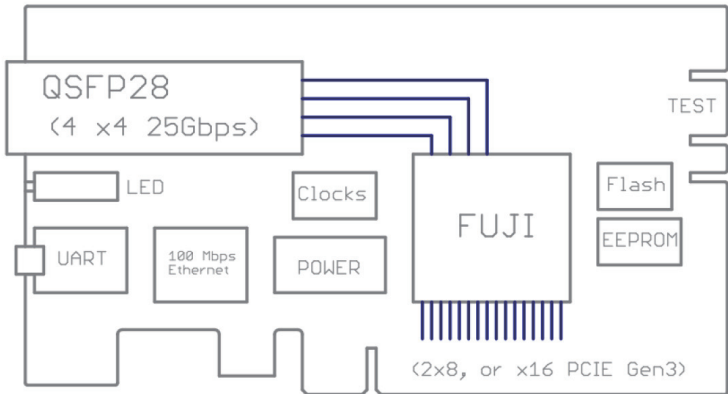 QSFP28
(4 x4 25Gbps)
TEST
LED
Clocks
Flash
FUJI
EEPROM
UART
100 Mbps
Ethernet
POWER
(2x8, or x16 PCIE Gen3)